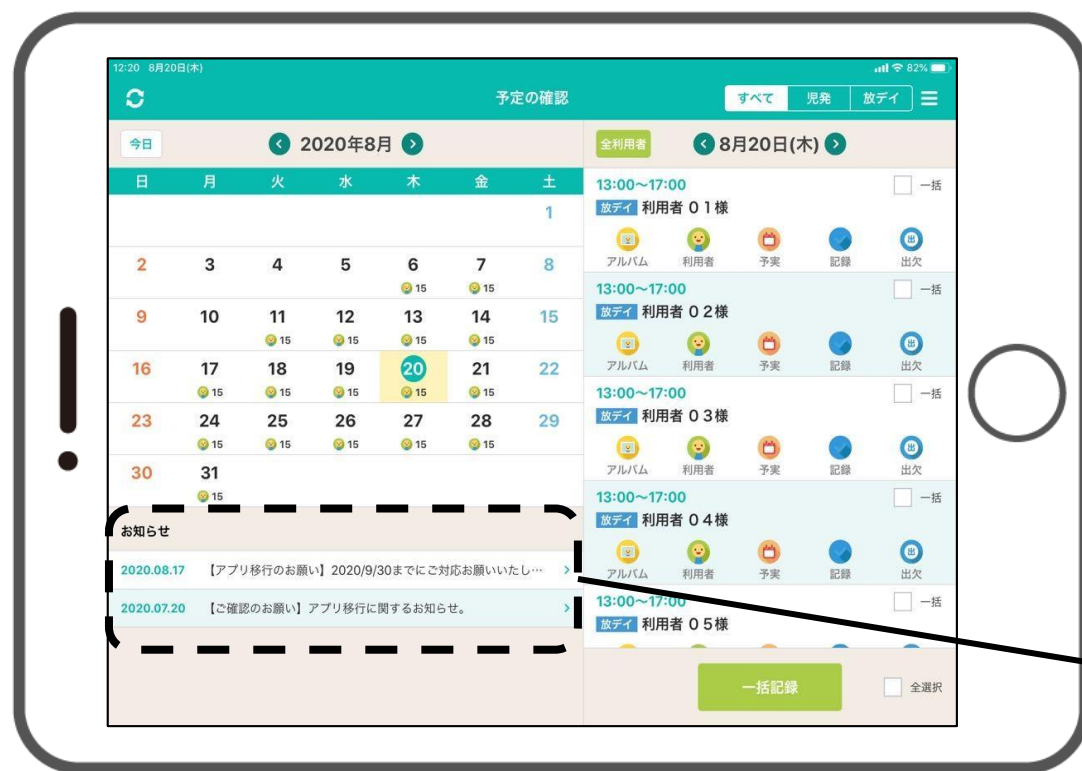 12:20 8月20日(木)
82%
予定の確認
すべて 児発 放デイ
今日
2020年8月
日 月 火 水 木 金 土
1
2 3 4 5 6 7 8
15 15
9 10 11 12 13 14 15
15 15 15 15
16 17 18 19 20 21 22
15 15 15 15 15
23 24 25 26 27 28 29
15 15 15 15 15
30 31
15
お知らせ
2020.08.17 【アプリ移行のお願い】2020/9/30までにご対応お願いいたし…
2020.07.20 【ご確認のお願い】アプリ移行に関するお知らせ。
全利用者
8月20日(木)
13:00〜17:00 一括
放デイ 利用者 01様
アルバム 利用者 予実 記録 出欠
13:00〜17:00 一括
放デイ 利用者 02様
アルバム 利用者 予実 記録 出欠
13:00〜17:00 一括
放デイ 利用者 03様
アルバム 利用者 予実 記録 出欠
13:00〜17:00 一括
放デイ 利用者 04様
アルバム 利用者 予実 記録 出欠
13:00〜17:00 一括
放デイ 利用者 05様
一括記録
全選択